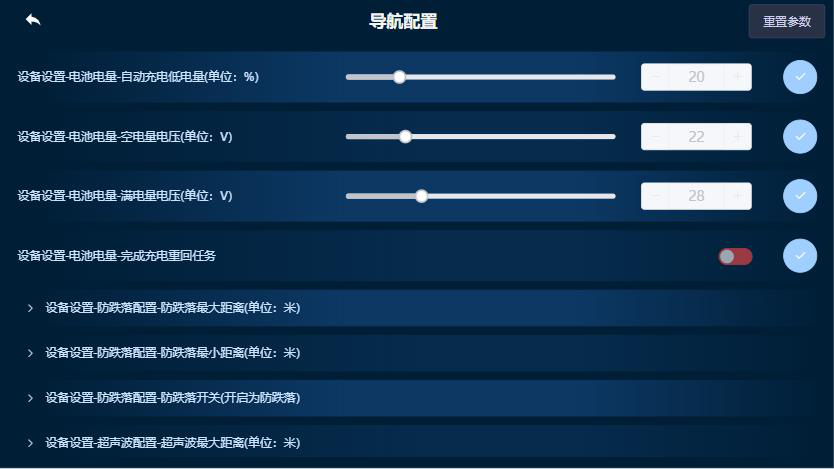 导航配置
重置参数
设备设置-电池电量-自动充电低电量(单位：%)
− 20 +
设备设置-电池电量-空电量电压(单位：V)
− 22 +
设备设置-电池电量-满电量电压(单位：V)
− 28 +
设备设置-电池电量-完成充电重回任务
设备设置-防跌落配置-防跌落最大距离(单位：米)
设备设置-防跌落配置-防跌落最小距离(单位：米)
设备设置-防跌落配置-防跌落开关(开启为防跌落)
设备设置-超声波配置-超声波最大距离(单位：米)